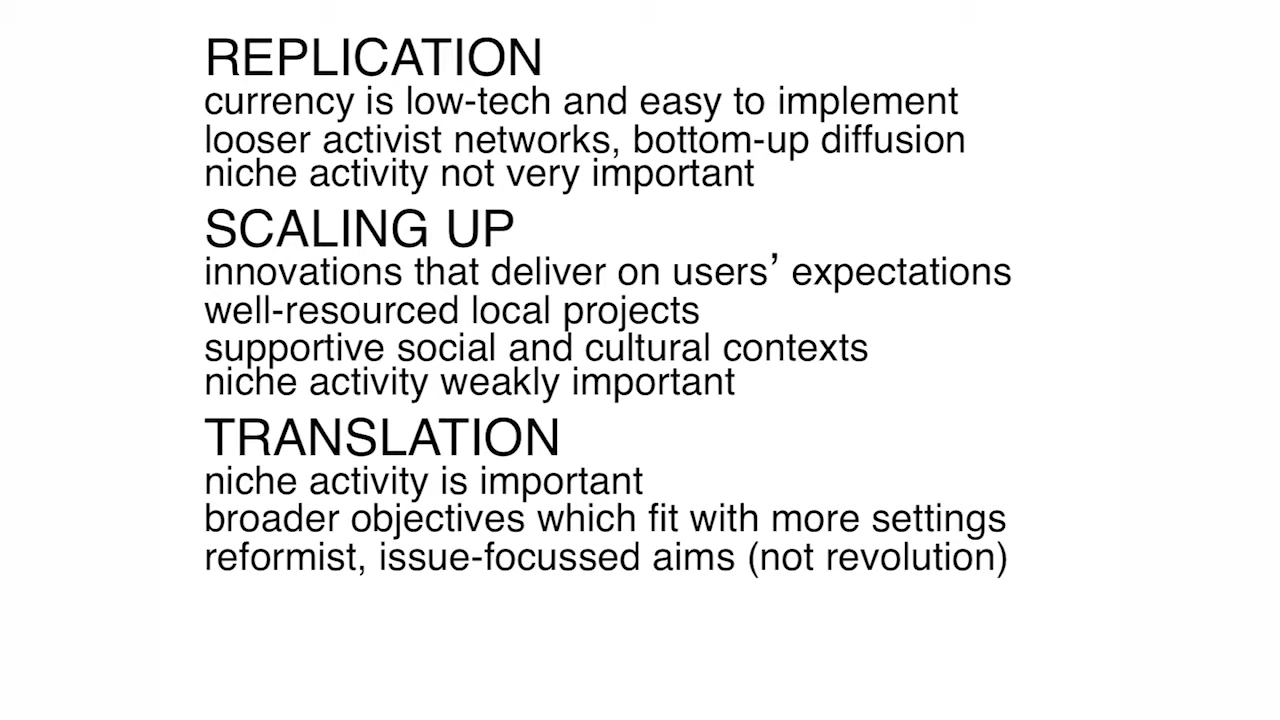 REPLICATION
currency is low-tech and easy to implement
looser activist networks, bottom-up diffusion
niche activity not very important
SCALING UP
innovations that deliver on users’ expectations
well-resourced local projects
supportive social and cultural contexts
niche activity weakly important
TRANSLATION
niche activity is important
broader objectives which fit with more settings
reformist, issue-focussed aims (not revolution)